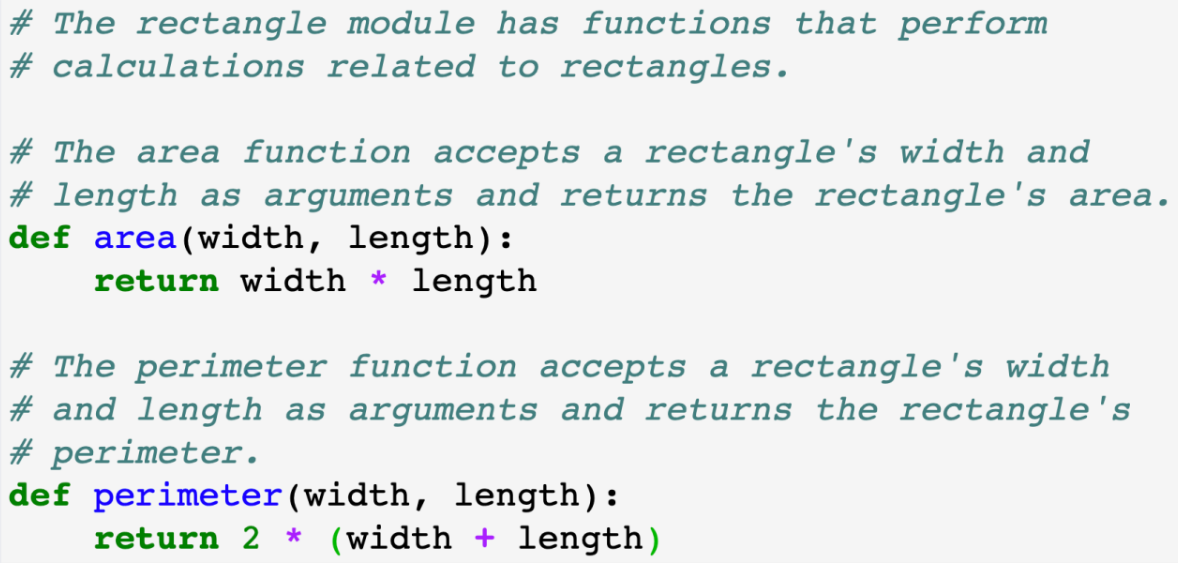 # The rectangle module has functions that perform
# calculations related to rectangles.
# The area function accepts a rectangle's width and
# length as arguments and returns the rectangle's area.
def area(width, length):
    return width * length
# The perimeter function accepts a rectangle's width
# and length as arguments and returns the rectangle's
# perimeter.
def perimeter(width, length):
    return 2 * (width + length)